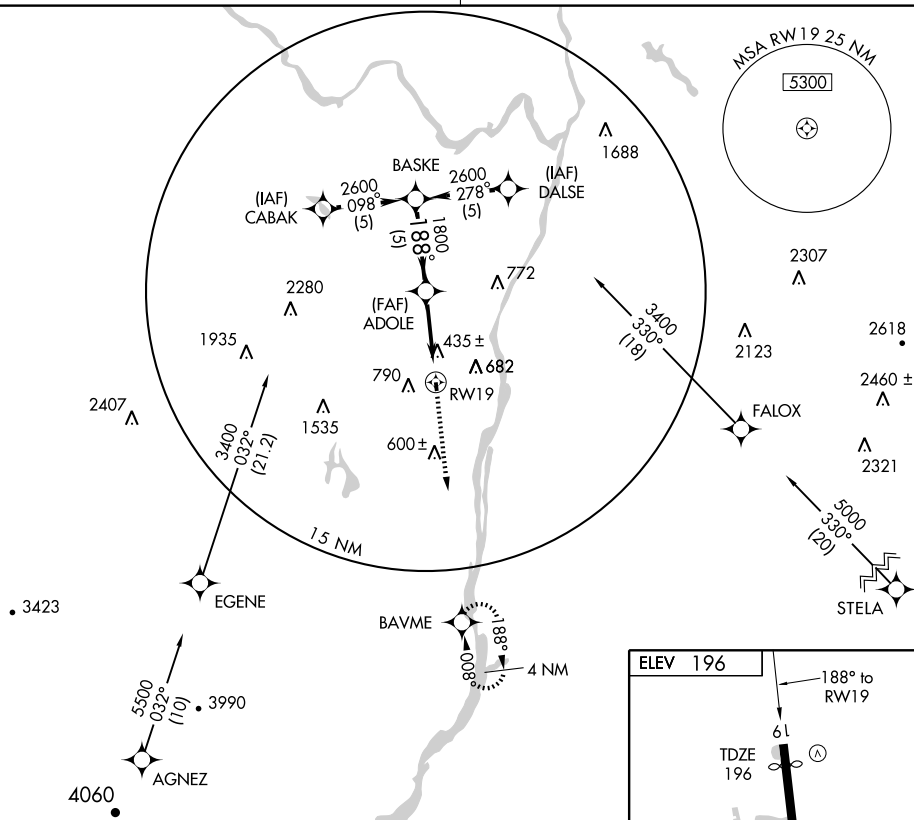 MSA RW19 25 NM
5300
1688
BASKE
(IAF)
CABAK
2600
098°
(5)
2600
278°
(5)
(IAF)
DALSE
1800
188°
(5)
2307
2280
772
(FAF)
ADOLE
3400
330°
(18)
1935
435 ±
2123
2618
682
790
RW19
2460 ±
2407
1535
FALOX
3400
032°
(21.2)
600 ±
2321
5000
330°
(20)
15 NM
EGENE
STELA
3423
BAVME
188°
008°
4 NM
ELEV 196
188° to
RW19
5500
032°
(10)
3990
19
TDZE
196
AGNEZ
4060